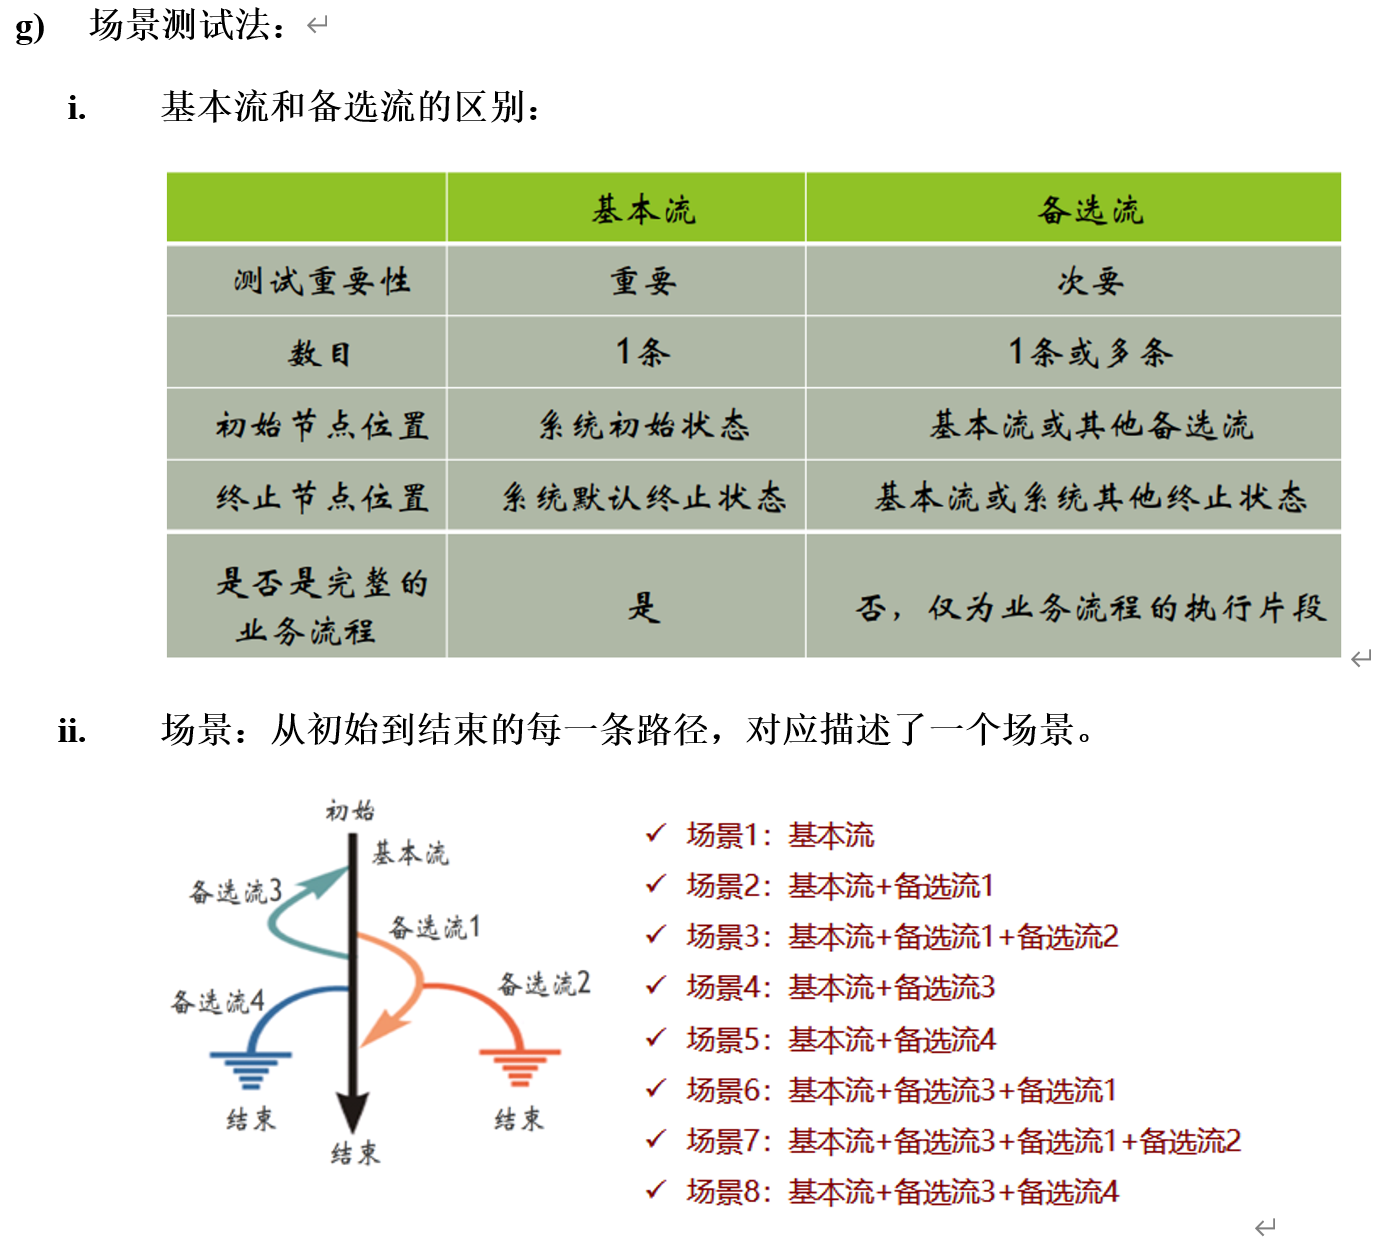 g) 场景测试法：
i. 基本流和备选流的区别：
基本流 备选流
测试重要性 重要 次要
数目 1条 1条或多条
初始节点位置 系统初始状态 基本流或其他备选流
终止节点位置 系统默认终止状态 基本流或系统其他终止状态
是否是完整的
业务流程 是 否，仅为业务流程的执行片段
ii. 场景：从初始到结束的每一条路径，对应描述了一个场景。
初始
基本流
备选流3
备选流1
备选流2
备选流4
结束
结束
结束
✓ 场景1：基本流
✓ 场景2：基本流+备选流1
✓ 场景3：基本流+备选流1+备选流2
✓ 场景4：基本流+备选流3
✓ 场景5：基本流+备选流4
✓ 场景6：基本流+备选流3+备选流1
✓ 场景7：基本流+备选流3+备选流1+备选流2
✓ 场景8：基本流+备选流3+备选流4